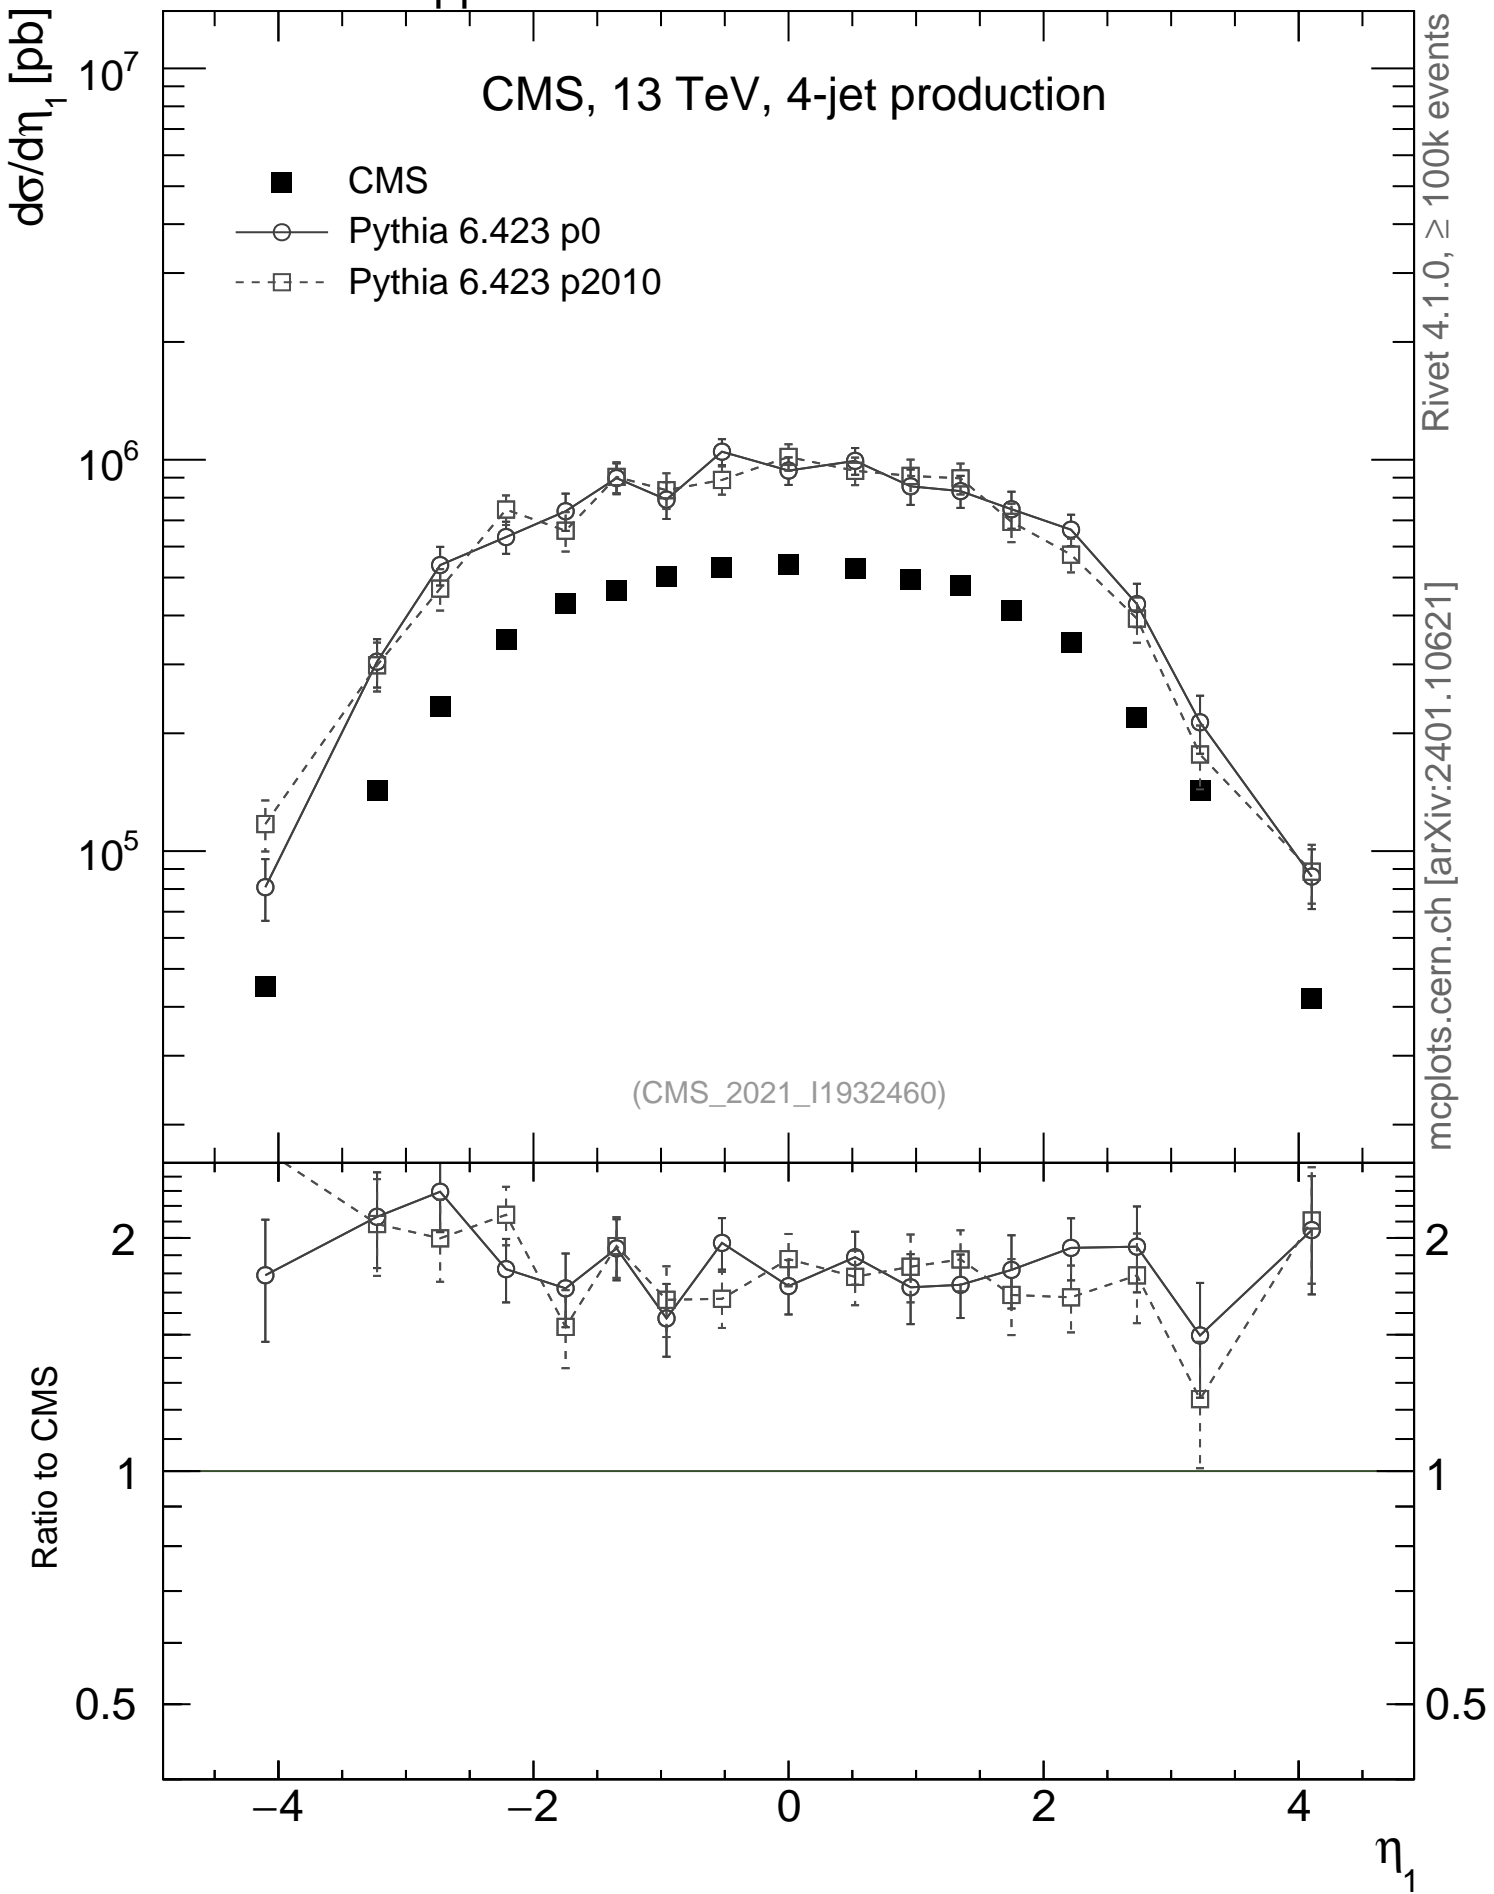 dσ/dη1 [pb]
CMS, 13 TeV, 4-jet production
CMS
Pythia 6.423 p0
Pythia 6.423 p2010
10^7
10^6
10^5
(CMS_2021_I1932460)
Rivet 4.1.0, ≥ 100k events
mcplots.cern.ch [arXiv:2401.10621]
Ratio to CMS
2
1
0.5
2
1
0.5
−4 −2 0 2 4
η1